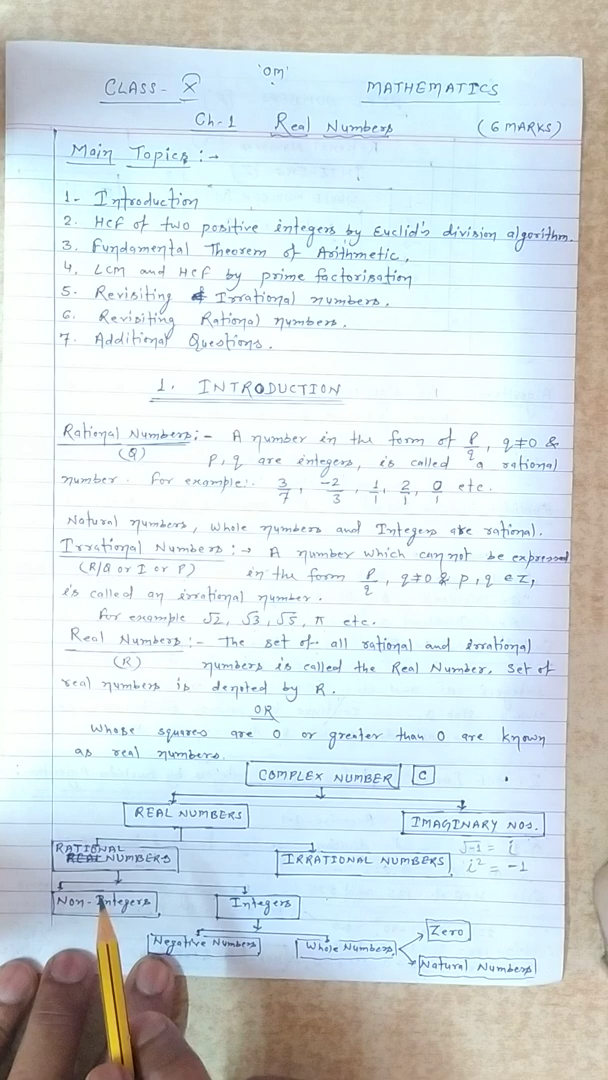 'OM'
CLASS - X MATHEMATICS
Ch-1 Real Numbers (6 MARKS)
Main Topics :→
1- Introduction
2. HCF of two positive integers by Euclid's division algorithm.
3. Fundamental Theorem of Arithmetic.
4. LCM and HCF by prime factorisation
5. Revisiting Irrational numbers.
6. Revisiting Rational numbers.
7. Additional Questions.
1. INTRODUCTION
Rational Numbers:- A number in the form of p/q, q≠0 &
(Q) p, q are integers, is called a rational
number. For example:- 3/7, -2/3, 1/1, 2/1, 0/1 etc.
Natural numbers, Whole numbers and Integers are rational.
Irrational Numbers :→ A number which can not be expressed
(R/Q or I or P) in the form p/q, q≠0 & p, q ∈ Z,
is called an irrational number.
For example √2, √3, √5, π etc.
Real Numbers :- The set of all rational and irrational
(R) numbers is called the Real Number. Set of
real numbers is denoted by R.
OR
Whose squares are 0 or greater than 0 are known
as real numbers.
COMPLEX NUMBER C
REAL NUMBERS IMAGINARY NOS.
RATIONAL NUMBERS IRRATIONAL NUMBERS √-1 = i
i² = -1
Non-Integers Integers
Negative Numbers Whole Numbers Zero
Natural Numbers